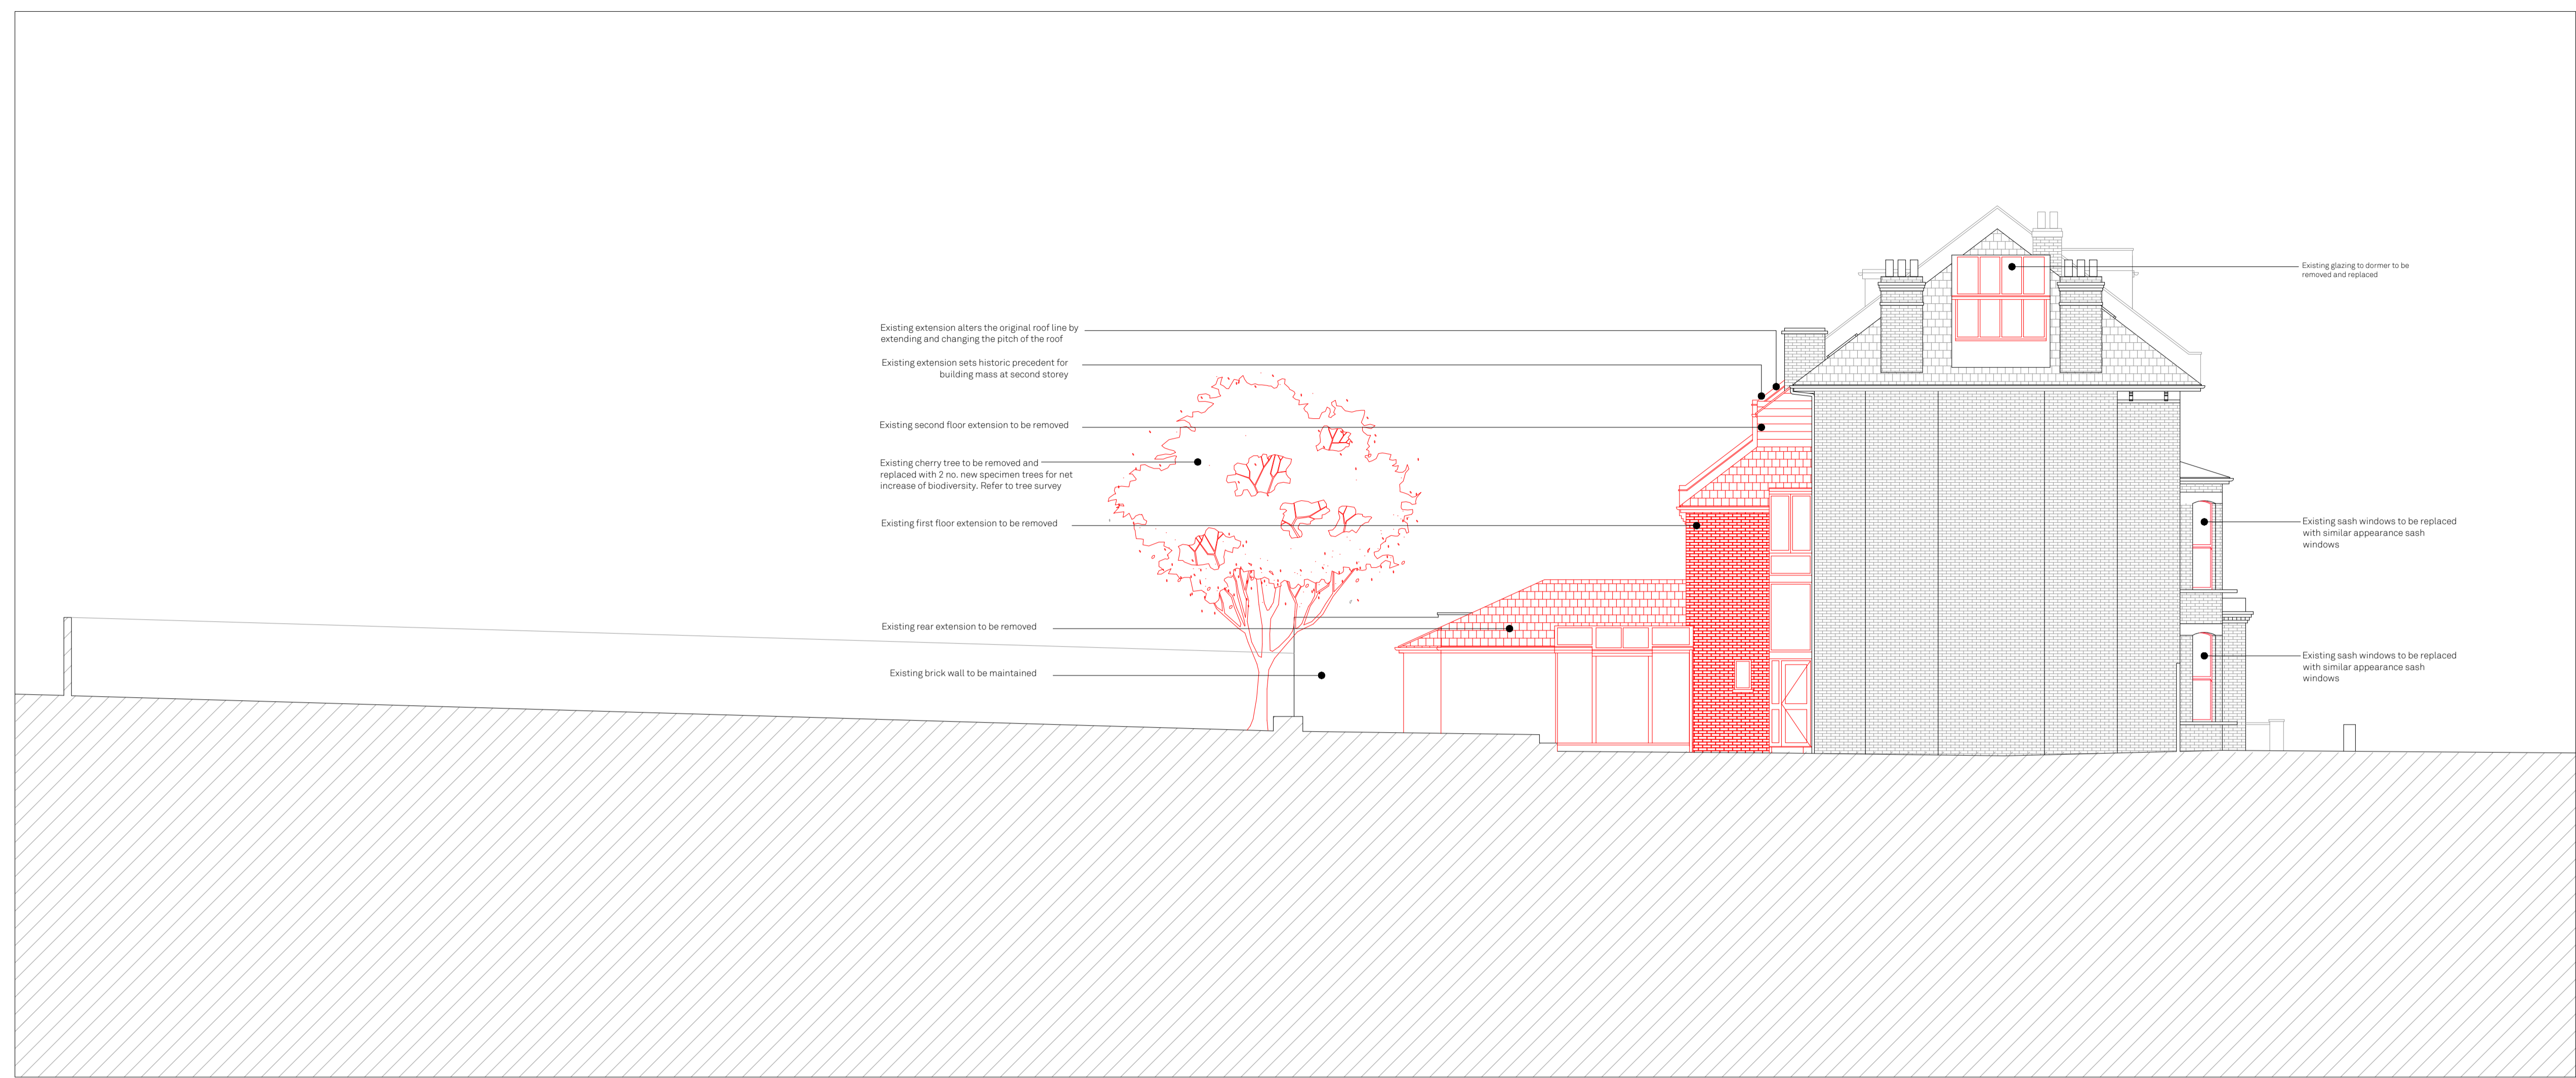 Existing glazing to dormer to be
removed and replaced
Existing extension alters the original roof line by
extending and changing the pitch of the roof
Existing extension sets historic precedent for
building mass at second storey
Existing second floor extension to be removed
Existing cherry tree to be removed and
replaced with 2 no. new specimen trees for net
increase of biodiversity. Refer to tree survey
Existing first floor extension to be removed
Existing sash windows to be replaced
with similar appearance sash
windows
Existing rear extension to be removed
Existing brick wall to be maintained
Existing sash windows to be replaced
with similar appearance sash
windows